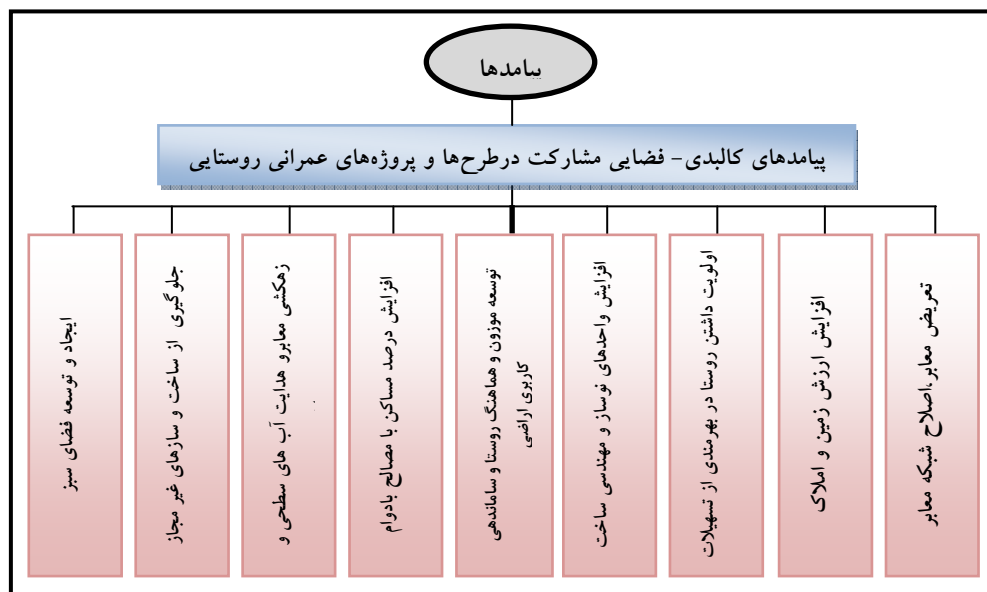 پیامدها
پیامدهای کالبدی- فضایی مشارکت درطرح‌ها و پروژه‌های عمرانی روستایی
تعریض معابر،اصلاح شبکه معابر
افزایش ارزش زمین و املاک
اولویت داشتن روستا در بهرمندی از تسهیلات
افزایش واحدهای نوساز و مهندسی ساخت
توسعه موزون و هماهنگ روستا و ساماندهی
کاربری اراضی
افزایش درصد مساکن با مصالح بادوام
زهکشی معابرو هدایت آب های سطحی و
جلوگیری از ساخت و سازهای غیر مجاز
ایجاد و توسعه فضای سبز